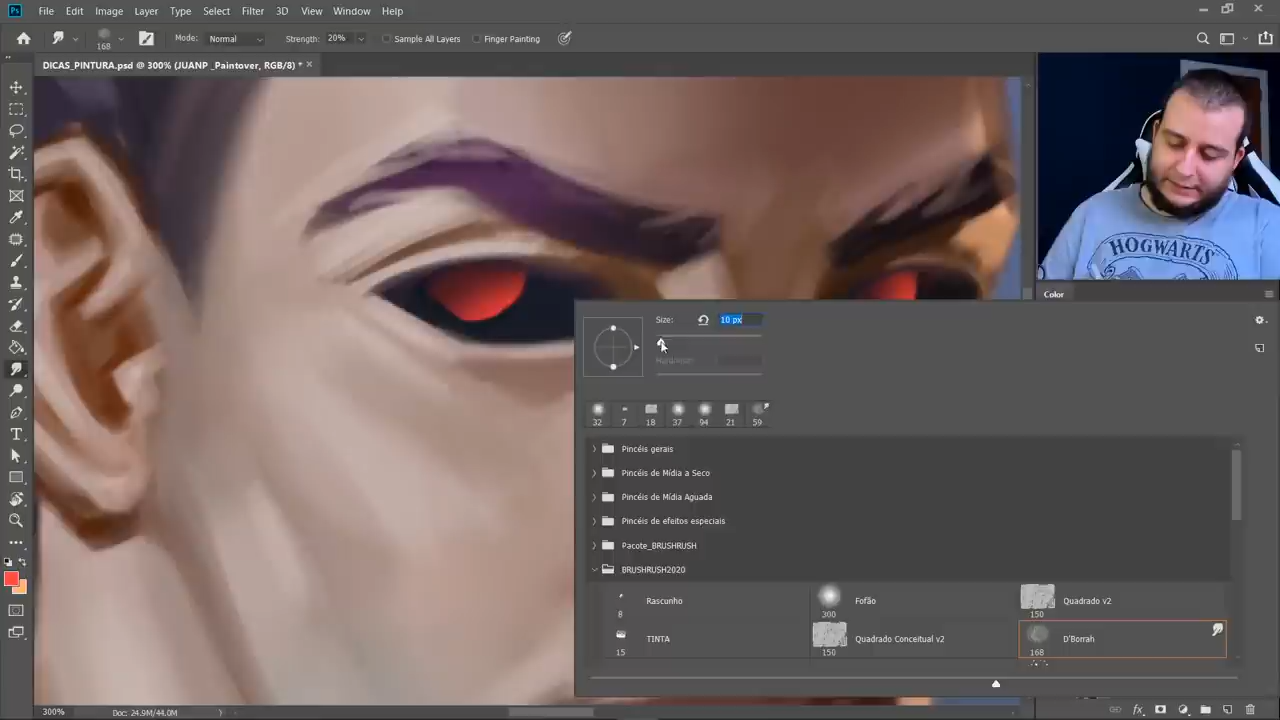 Ps File Edit Image Layer Type Select Filter 3D View Window Help
168 Mode: Normal Strength: 20% Sample All Layers Finger Painting
DICAS_PINTURA.psd @ 300% (JUANP _Paintover, RGB/8) * ×
HOGWARTS
Color
Size: 10 px
Hardness:
32 7 18 37 94 21 59
Pincéis gerais
Pincéis de Mídia a Seco
Pincéis de Mídia Aguada
Pincéis de efeitos especiais
Pacote_BRUSHRUSH
BRUSHRUSH2020
Rascunho Fofão Quadrado v2
8 300 150
TINTA Quadrado Conceitual v2 D'Borrah
15 150 168
300% Doc: 24.9M/44.0M